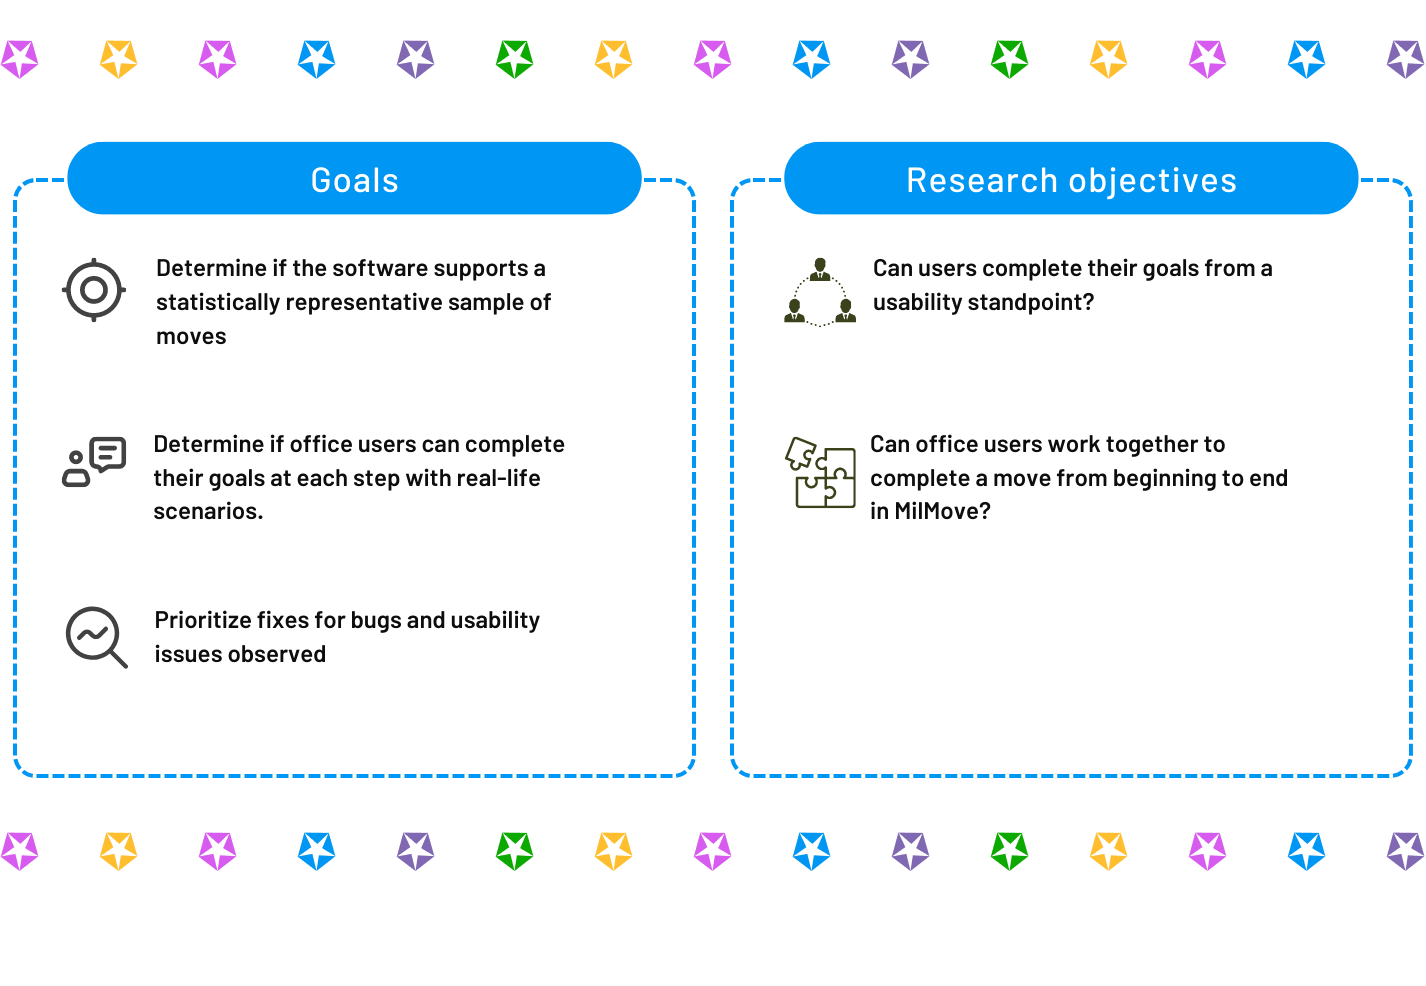 Goals
Determine if the software supports a
statistically representative sample of
moves
Determine if office users can complete
their goals at each step with real-life
scenarios.
Prioritize fixes for bugs and usability
issues observed
Research objectives
Can users complete their goals from a
usability standpoint?
Can office users work together to
complete a move from beginning to end
in MilMove?